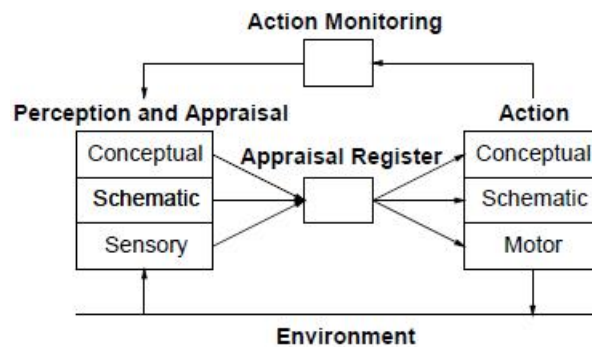 Action Monitoring
Perception and Appraisal
Action
Conceptual
Appraisal Register
Conceptual
Schematic
Schematic
Sensory
Motor
Environment